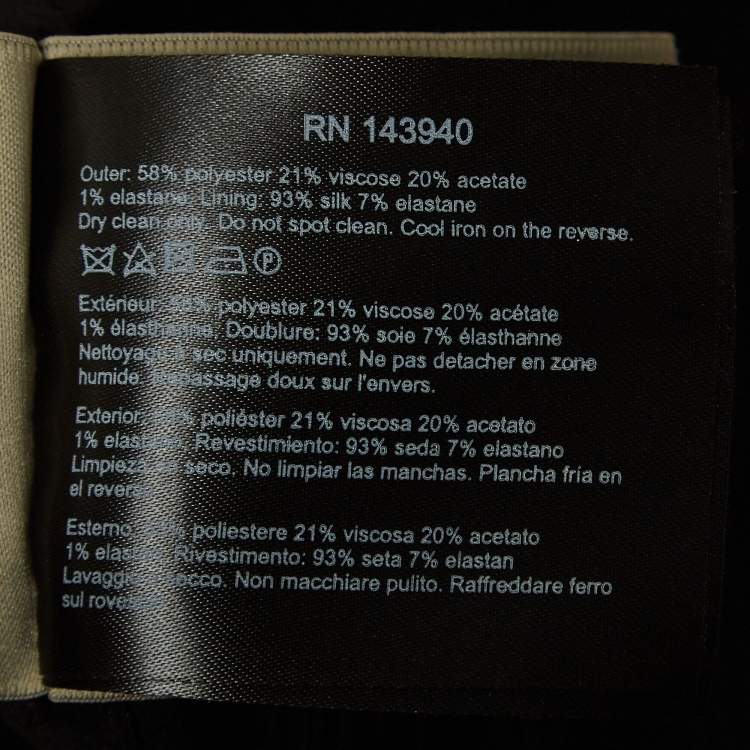 RN 143940
Outer: 58% polyester 21% viscose 20% acetate
1% elastane. Lining: 93% silk 7% elastane
Dry clean only. Do not spot clean. Cool iron on the reverse.
P
Extérieur: 58% polyester 21% viscose 20% acétate
1% élasthanne. Doublure: 93% soie 7% élasthanne
Nettoyage à sec uniquement. Ne pas detacher en zone
humide. Repassage doux sur l'envers.
Exterior: 58% poliéster 21% viscosa 20% acetato
1% elastano. Revestimiento: 93% seda 7% elastano
Limpieza en seco. No limpiar las manchas. Plancha fría en
el reverso.
Esterno: 58% poliestere 21% viscosa 20% acetato
1% elastan. Rivestimento: 93% seta 7% elastan
Lavaggio a secco. Non macchiare pulito. Raffreddare ferro
sul rovescio.